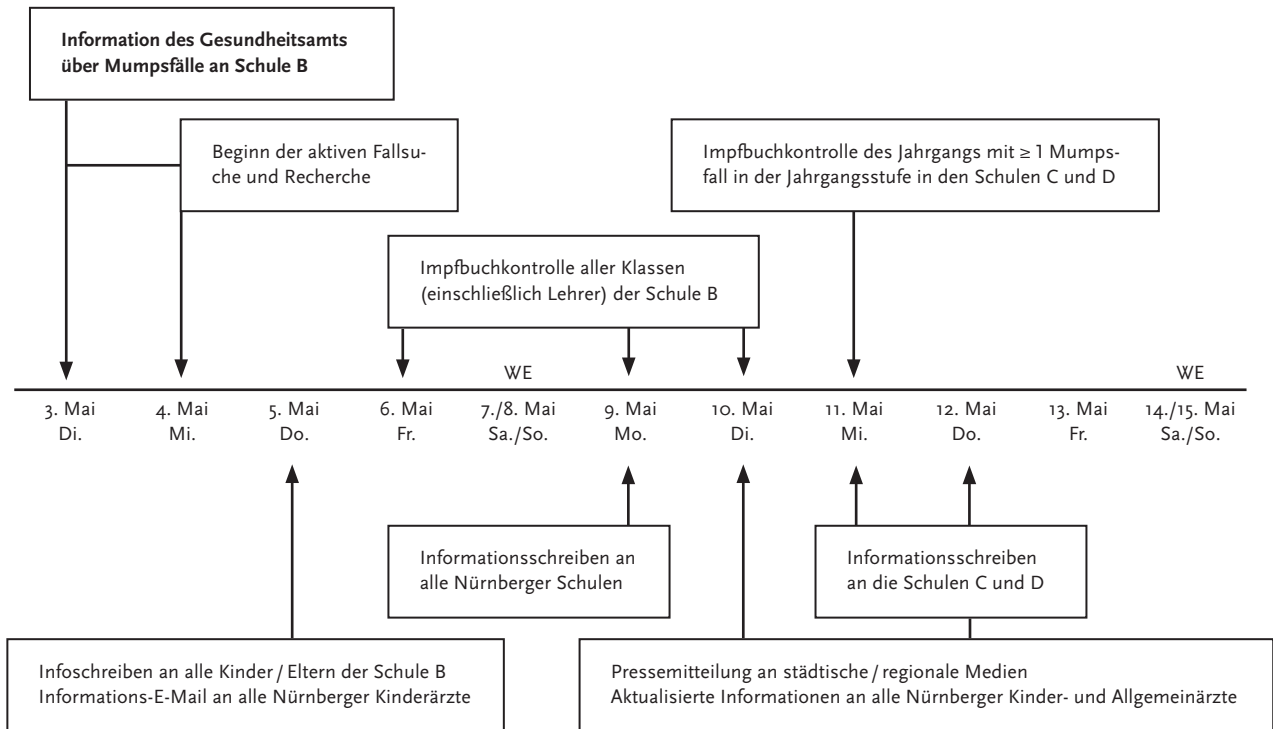 Information des Gesundheitsamts
über Mumpsfälle an Schule B
Beginn der aktiven Fallsu-
che und Recherche
Impfbuchkontrolle des Jahrgangs mit ≥ 1 Mumps-
fall in der Jahrgangsstufe in den Schulen C und D
Impfbuchkontrolle aller Klassen
(einschließlich Lehrer) der Schule B
WE
WE
3. Mai
Di.
4. Mai
Mi.
5. Mai
Do.
6. Mai
Fr.
7./8. Mai
Sa./So.
9. Mai
Mo.
10. Mai
Di.
11. Mai
Mi.
12. Mai
Do.
13. Mai
Fr.
14./15. Mai
Sa./So.
Informationsschreiben an
alle Nürnberger Schulen
Informationsschreiben
an die Schulen C und D
Infoschreiben an alle Kinder / Eltern der Schule B
Informations-E-Mail an alle Nürnberger Kinderärzte
Pressemitteilung an städtische / regionale Medien
Aktualisierte Informationen an alle Nürnberger Kinder- und Allgemeinärzte